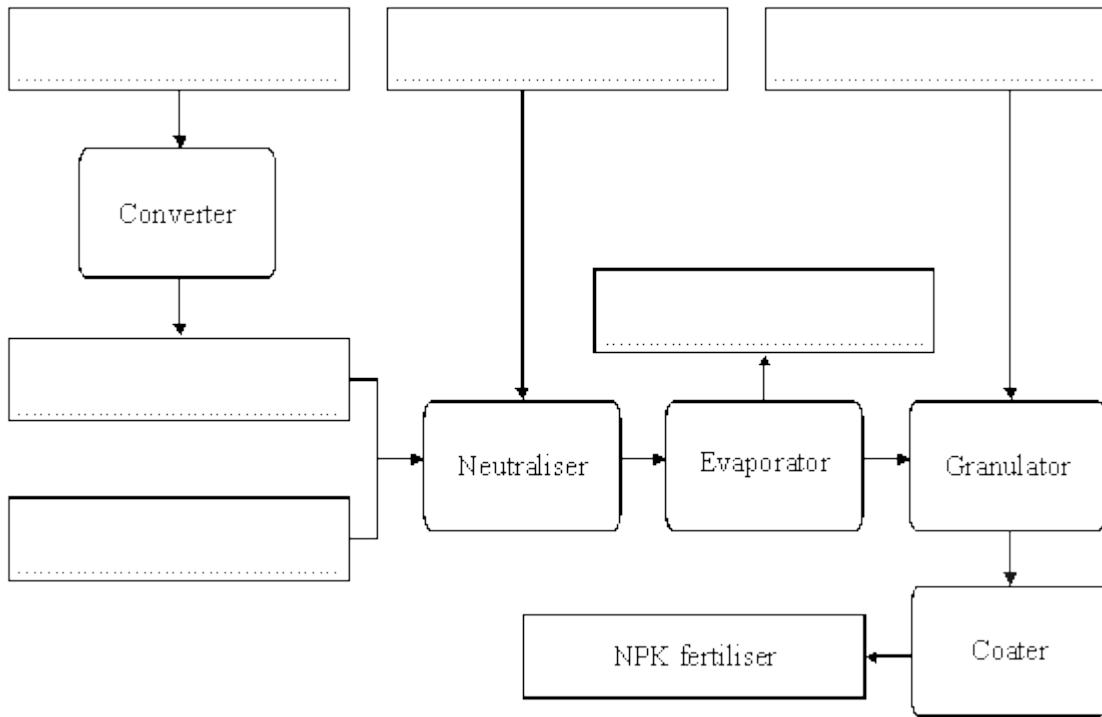 Converter
Neutraliser
Evaporator
Granulator
NPK fertiliser
Coater